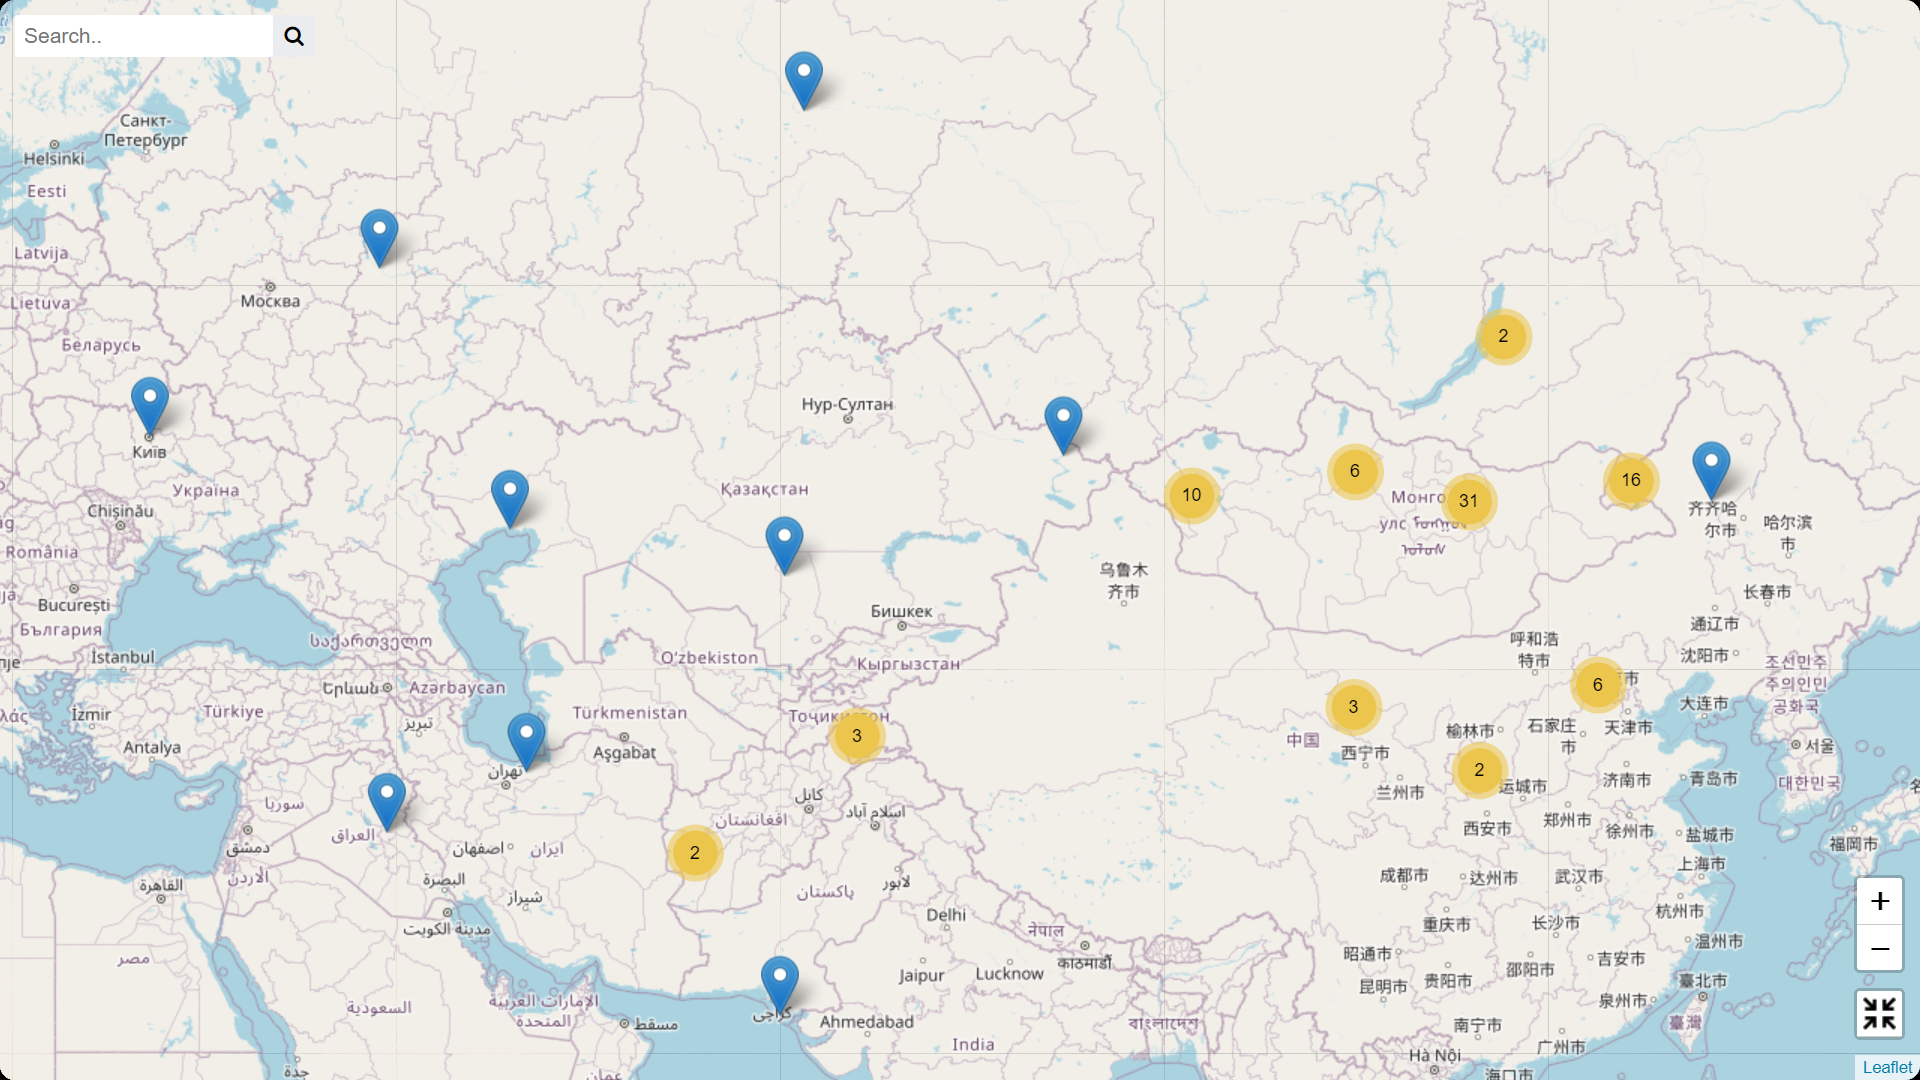 Search..
Санкт-
Петербург
Helsinki
Eesti
Latvija
Москва
Lietuva
Беларусь
Нур-Султан
Київ
Україна
Қазақстан
Chișinău
România
București
България
İstanbul
საქართველო
Бишкек
O'zbekiston
Кыргызстан
Երևան
Azərbaycan
İzmir
Türkiye
تبریز
Türkmenistan
Aşgabat
Antalya
تهران
کابل
افغانستان
اسلام آباد
سوريا
العراق
دمشق
الأردن
اصفهان
ایران
البصرة
شیراز
القاهرة
مدينة الكويت
مصر
السعودية
الإمارات العربية
المتحدة
مسقط
عمان
جدة
پاکستان
لاہور
کراچی
Delhi
नेपाल
काठमाडौं
Jaipur
Lucknow
Ahmedabad
India
বাংলাদেশ
2
6
10
31
16
Монго
улс
齐齐哈
尔市
哈尔滨
市
乌鲁木
齐市
长春市
通辽市
呼和浩
特市
沈阳市
조선민주
주의인민
공화국
6
市
3
3
2
2
中国
西宁市
榆林市
石家庄
市
天津市
大连市
서울
대한민국
兰州市
运城市
济南市
青岛市
西安市
郑州市
徐州市
盐城市
福岡市
上海市
成都市
达州市
武汉市
杭州市
重庆市
长沙市
温州市
昭通市
贵阳市
邵阳市
吉安市
昆明市
泉州市
臺北市
臺灣
南宁市
广州市
Hà Nội
海口市
+
−
Leaflet